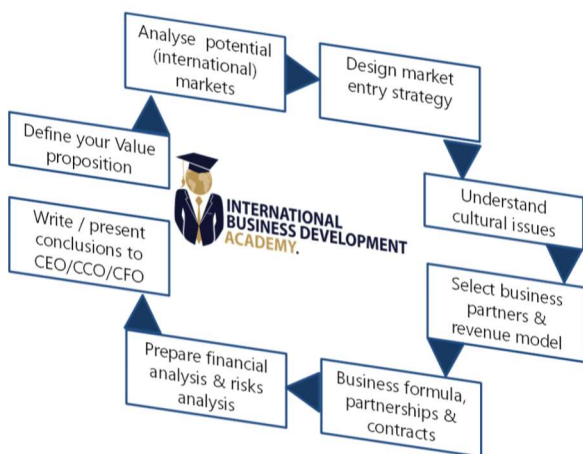 Define your Value
proposition
Analyse potential
(international)
markets
Design market
entry strategy
Understand
cultural issues
Select business
partners &
revenue model
Business formula,
partnerships &
contracts
Prepare financial
analysis & risks
analysis
Write / present
conclusions to
CEO/CCO/CFO
INTERNATIONAL
BUSINESS DEVELOPMENT
ACADEMY.